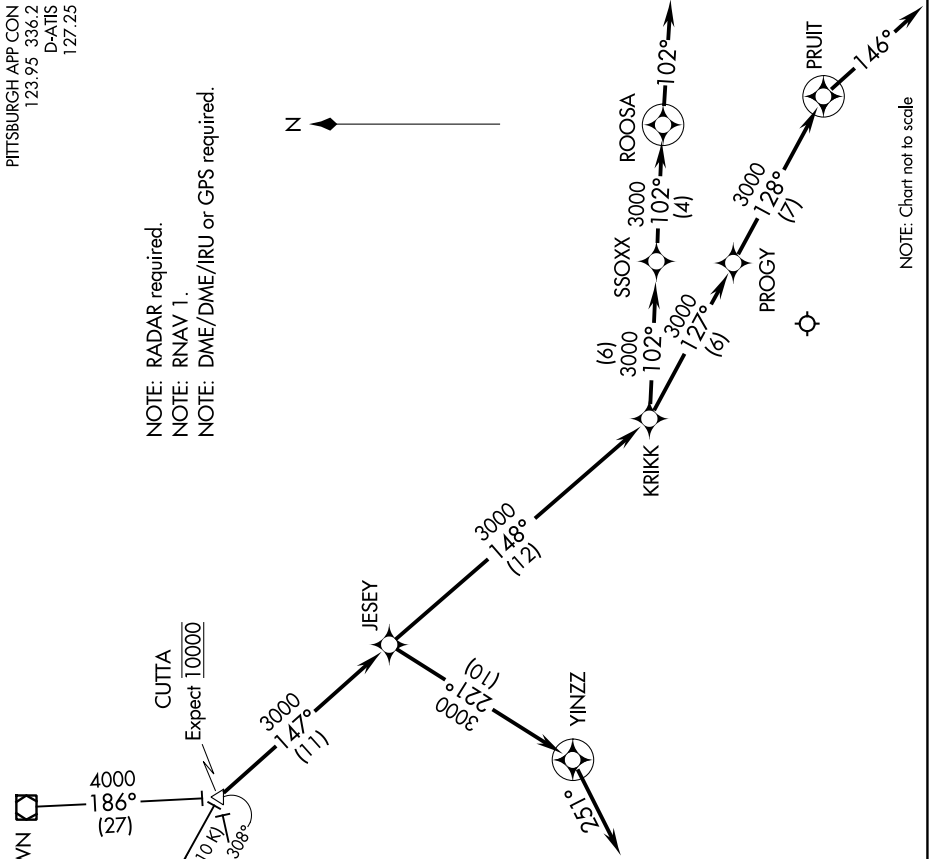 PITTSBURGH APP CON
123.95 336.2
D-ATIS
127.25
NOTE: RADAR required.
NOTE: RNAV 1.
NOTE: DME/DME/IRU or GPS required.
N
ROOSA
102°
PRUIT
146°
3000
102°
(4)
SSOXX
3000
128°
(7)
PROGY
(6)
3000
102°
3000
127°
(6)
KRIKK
NOTE: Chart not to scale
3000
148°
(12)
JESEY
CUTTA
Expect 10000
3000
147°
(11)
3000
221°
(10)
YINZZ
251°
4000
186°
(27)
10 K)
308°